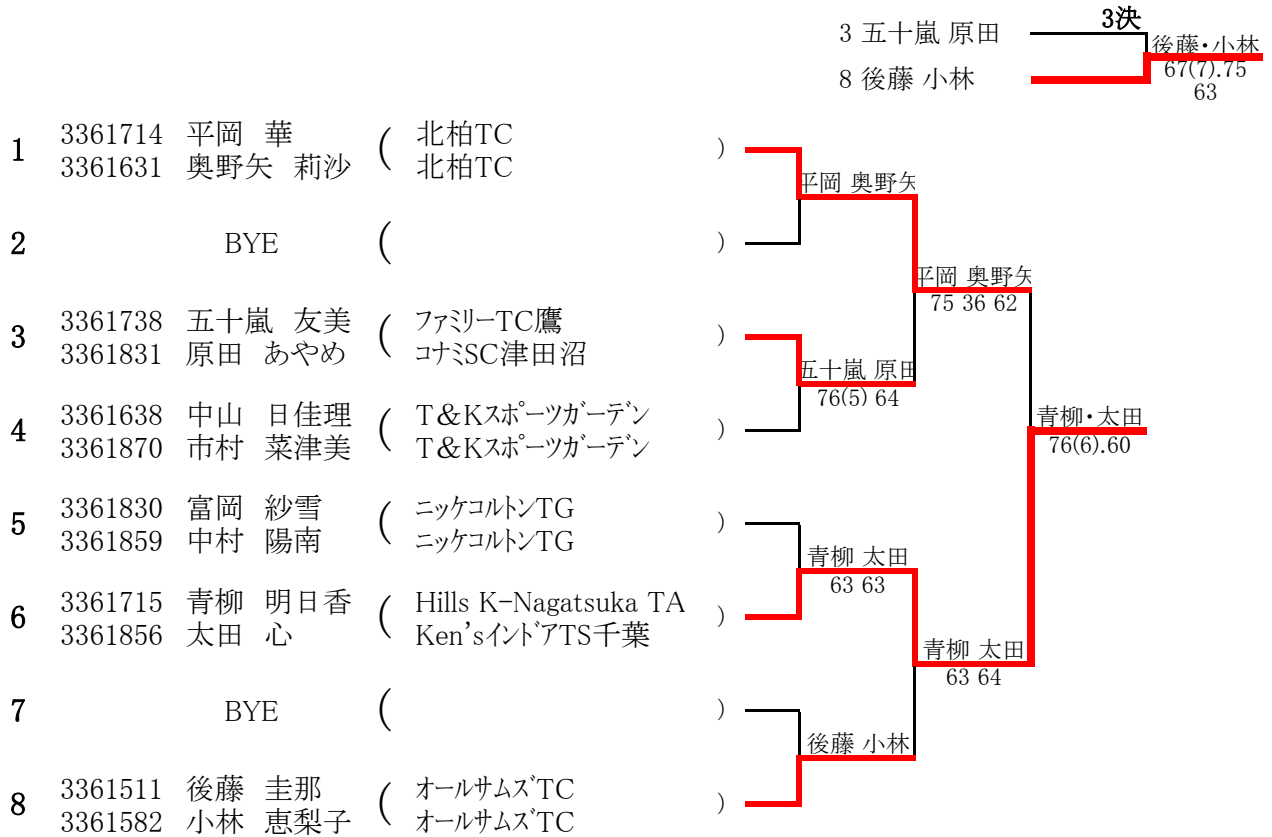 3決
3 五十嵐 原田
後藤・小林
67(7).75
8 後藤 小林
63
1 3361714 平岡 華 ( 北柏TC )
3361631 奥野矢 莉沙 北柏TC
平岡 奥野矢
2 BYE ( )
平岡 奥野矢
75 36 62
3 3361738 五十嵐 友美 ( ファミリーTC鷹 )
3361831 原田 あやめ コナミSC津田沼
五十嵐 原田
76(5) 64
4 3361638 中山 日佳理 ( T&Kスポーツガーデン )
3361870 市村 菜津美 T&Kスポーツガーデン
青柳・太田
76(6).60
5 3361830 富岡 紗雪 ( ニッケコルトンTG )
3361859 中村 陽南 ニッケコルトンTG
青柳 太田
63 63
6 3361715 青柳 明日香 ( Hills K-Nagatsuka TA )
3361856 太田 心 Ken'sインドアTS千葉
青柳 太田
63 64
7 BYE ( )
後藤 小林
8 3361511 後藤 圭那 ( オールサムズTC )
3361582 小林 恵梨子 オールサムズTC